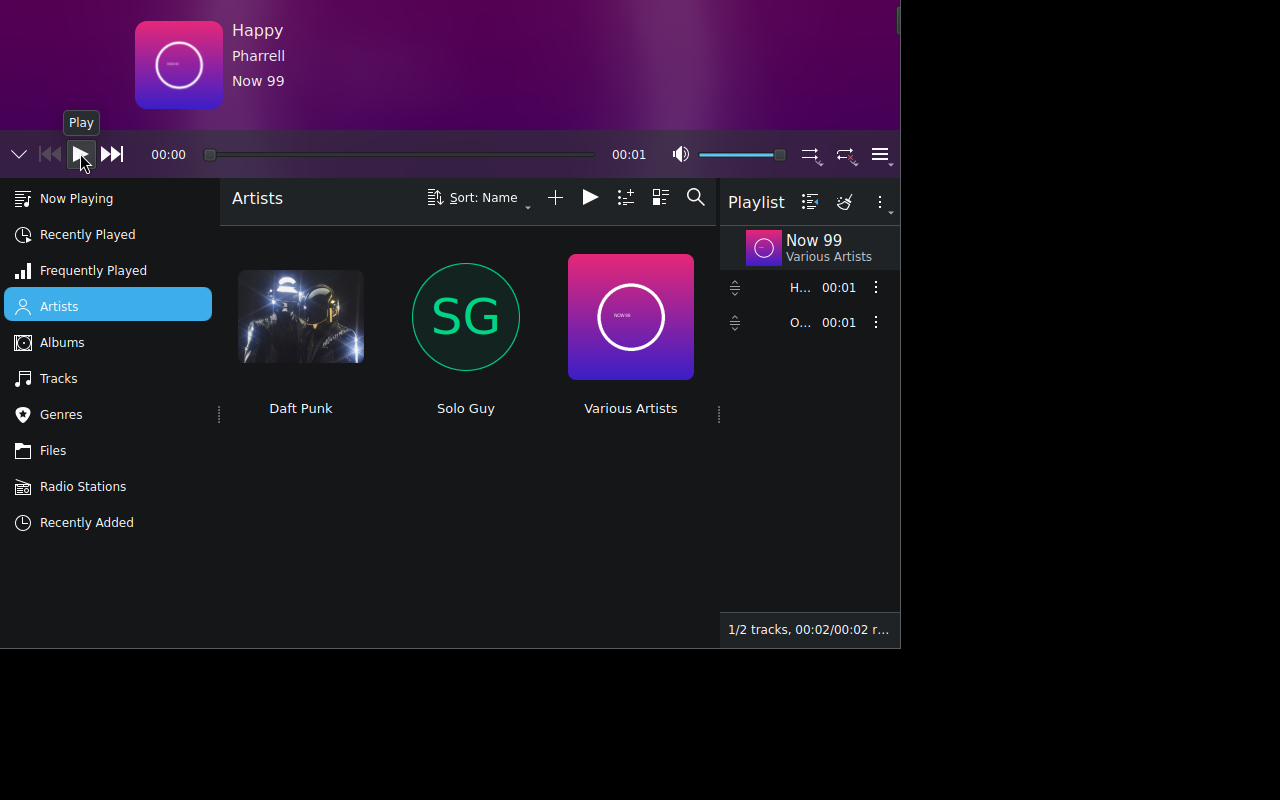 Happy
Pharrell
Now 99
Play
00:00
00:01
Now Playing
Recently Played
Frequently Played
Artists
Albums
Tracks
Genres
Files
Radio Stations
Recently Added
Artists
Sort: Name
SG
NOW 99
Daft Punk
Solo Guy
Various Artists
Playlist
Now 99
Various Artists
H... 00:01
O... 00:01
1/2 tracks, 00:02/00:02 r...